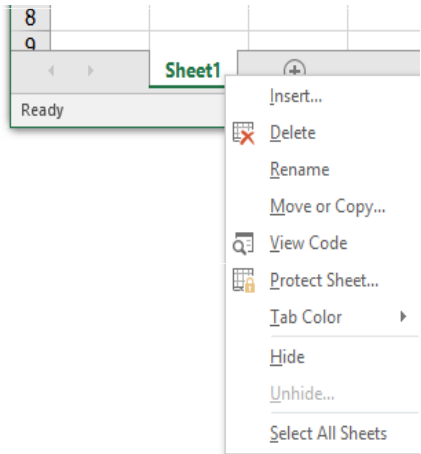 8
9
Sheet1
Ready
Insert...
Delete
Rename
Move or Copy...
View Code
Protect Sheet...
Tab Color
Hide
Unhide...
Select All Sheets